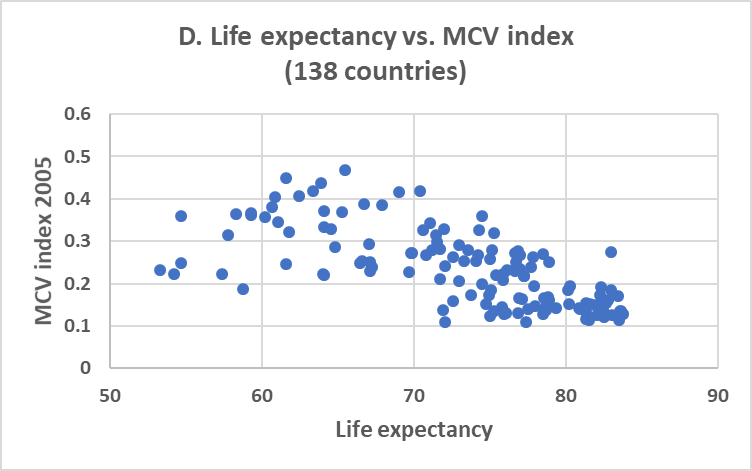 D. Life expectancy vs. MCV index
(138 countries)
0.6
0.5
0.4
0.3
0.2
0.1
0
MCV index 2005
50 60 70 80 90
Life expectancy